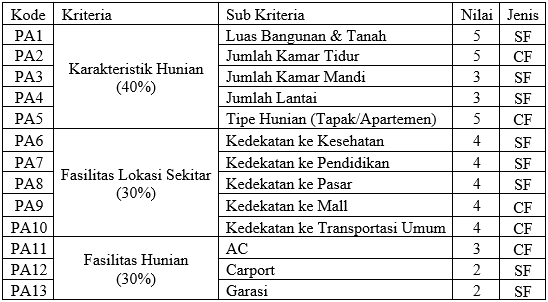 Kode Kriteria Sub Kriteria Nilai Jenis
PA1 Luas Bangunan & Tanah 5 SF
PA2 Jumlah Kamar Tidur 5 CF
PA3 Karakteristik Hunian (40%) Jumlah Kamar Mandi 3 SF
PA4 Jumlah Lantai 3 SF
PA5 Tipe Hunian (Tapak/Apartemen) 5 CF
PA6 Kedekatan ke Kesehatan 4 SF
PA7 Kedekatan ke Pendidikan 4 SF
PA8 Fasilitas Lokasi Sekitar (30%) Kedekatan ke Pasar 4 SF
PA9 Kedekatan ke Mall 4 CF
PA10 Kedekatan ke Transportasi Umum 4 CF
PA11 AC 3 CF
PA12 Fasilitas Hunian (30%) Carport 2 SF
PA13 Garasi 2 SF